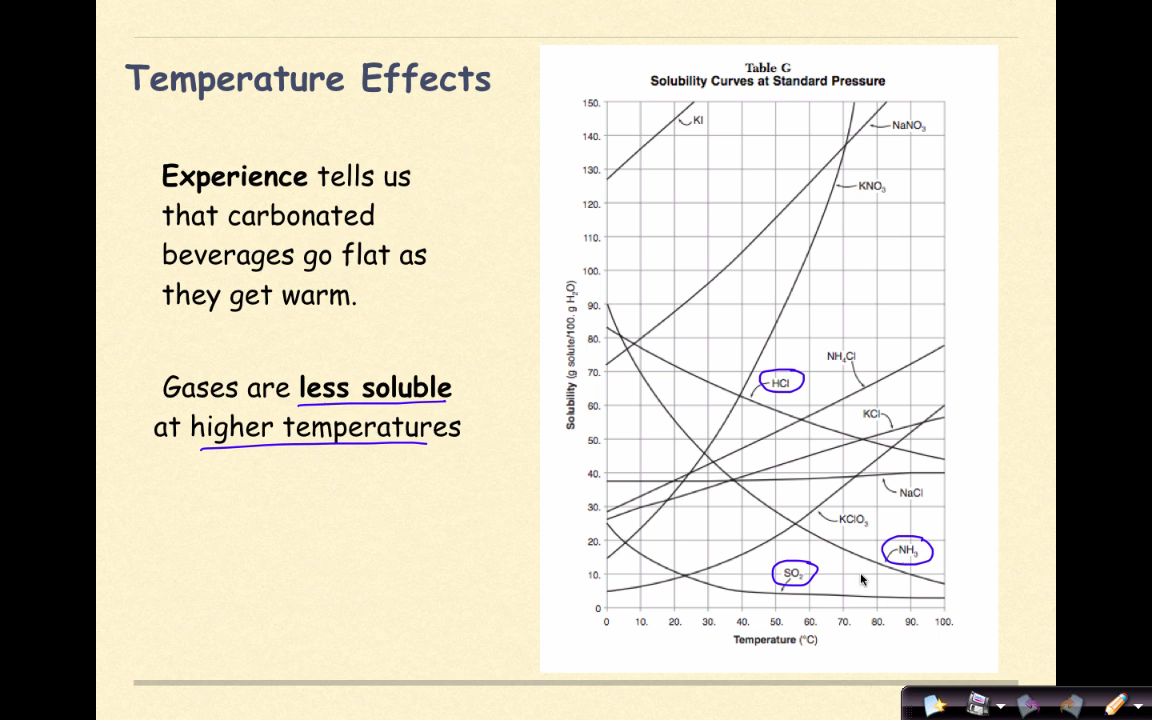 Temperature Effects
Experience tells us
that carbonated
beverages go flat as
they get warm.
Gases are less soluble
at higher temperatures
Table G
Solubility Curves at Standard Pressure
150.
140.
130.
120.
110.
100.
90.
80.
70.
60.
50.
40.
30.
20.
10.
0
Solubility (g solute/100. g H₂O)
KI
NaNO₃
KNO₃
NH₄Cl
HCl
KCl
NaCl
KClO₃
NH₃
SO₂
0 10. 20. 30. 40. 50. 60. 70. 80. 90. 100.
Temperature (°C)